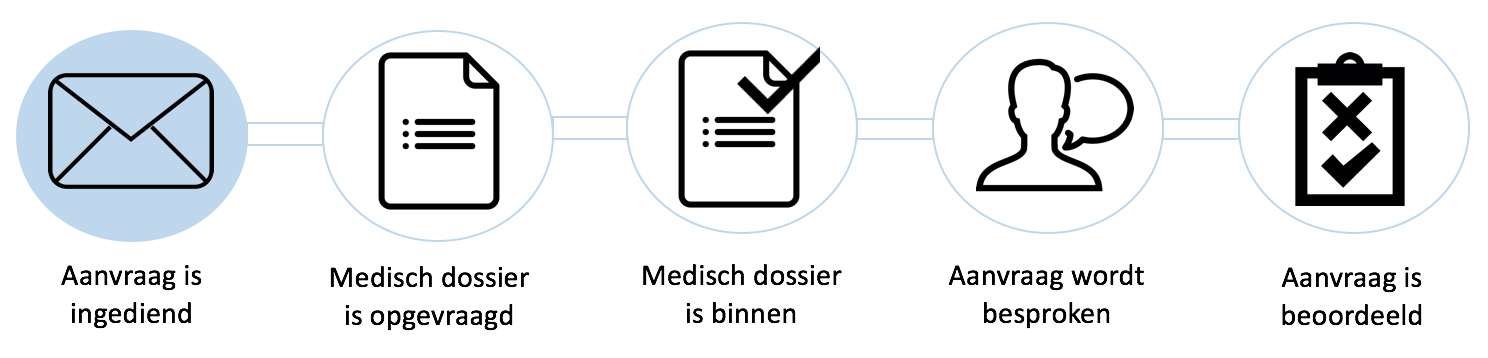 Aanvraag is
ingediend
Medisch dossier
is opgevraagd
Medisch dossier
is binnen
Aanvraag wordt
besproken
Aanvraag is
beoordeeld